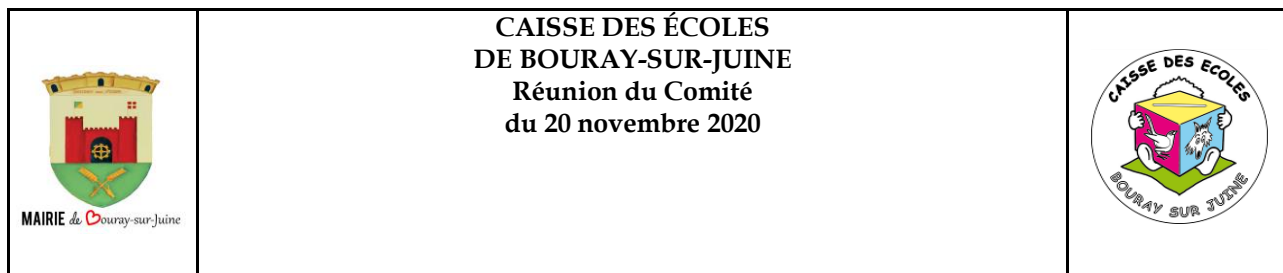 CAISSE DES ÉCOLES
DE BOURAY-SUR-JUINE
Réunion du Comité
du 20 novembre 2020
MAIRIE de Bouray-sur-Juine
CAISSE DES ECOLES
BOURAY SUR JUINE